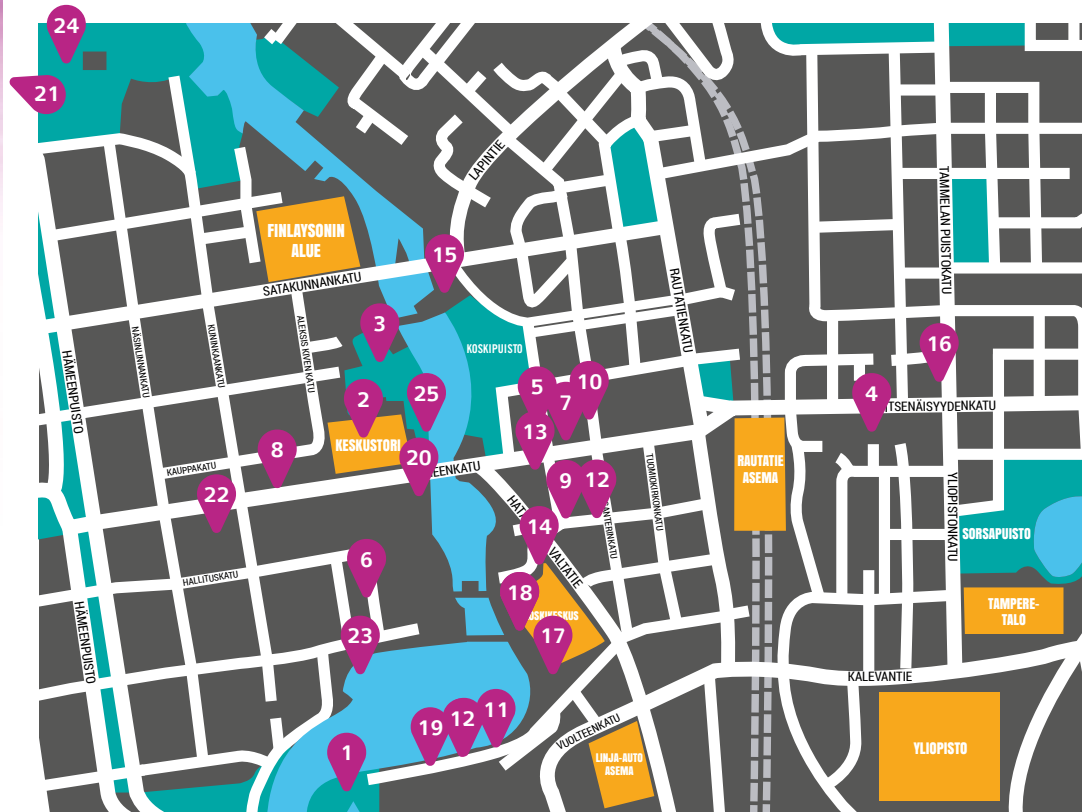 24
21
LAPINTIE
TAMMELAN PUISTOKATU
FINLAYSONIN
ALUE
15
SATAKUNNANKATU
RAUTATIENKATU
3
ALEKSIS KIVEN KATU
NÄSILINNANKATU
KUNINKAANKATU
HÄMEENPUISTO
KOSKIPUISTO
16
5
10
7
4
ITSENÄISYYDENKATU
2
25
KESKUSTORI
13
8
20
EENKATU
KAUPPAKATU
RAUTATIE
ASEMA
9
12
TUOMIOKIRKONKATU
22
HAT
VALTATIE
14
YLIOPISTONKATU
SORSAPUISTO
6
HALLITUSKATU
18
USKIKESKUS
17
TAMPERE-
TALO
HÄMEENPUISTO
23
KALEVANTIE
11
12
19
VUOLTEENKATU
1
LINJA-AUTO
ASEMA
YLIOPISTO